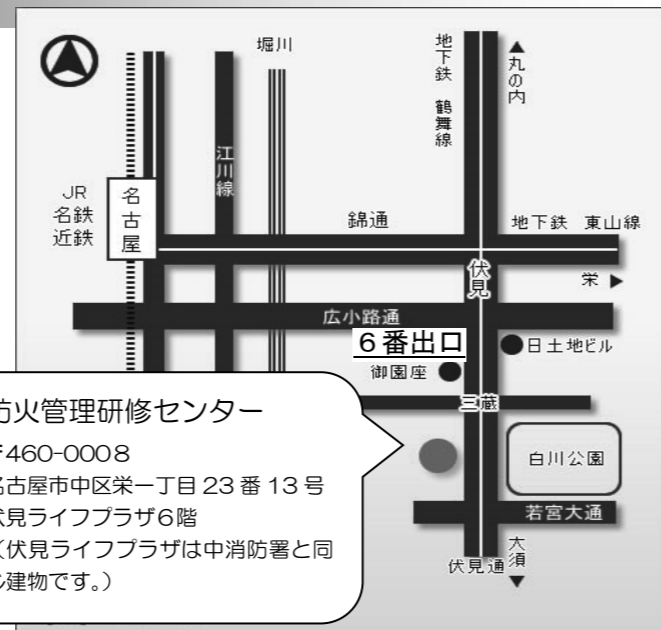 堀川
地下鉄 鶴舞線
▲丸の内
江川線
JR
名鉄
近鉄
名古屋
錦通
地下鉄 東山線
伏見
栄 ▶
広小路通
6番出口
●日土地ビル
御園座●
三蔵
防火管理研修センター
〒460-0008
名古屋市中区栄一丁目23番13号
伏見ライフプラザ6階
(伏見ライフプラザは中消防署と同
じ建物です。)
白川公園
若宮大通
伏見通
大須▼